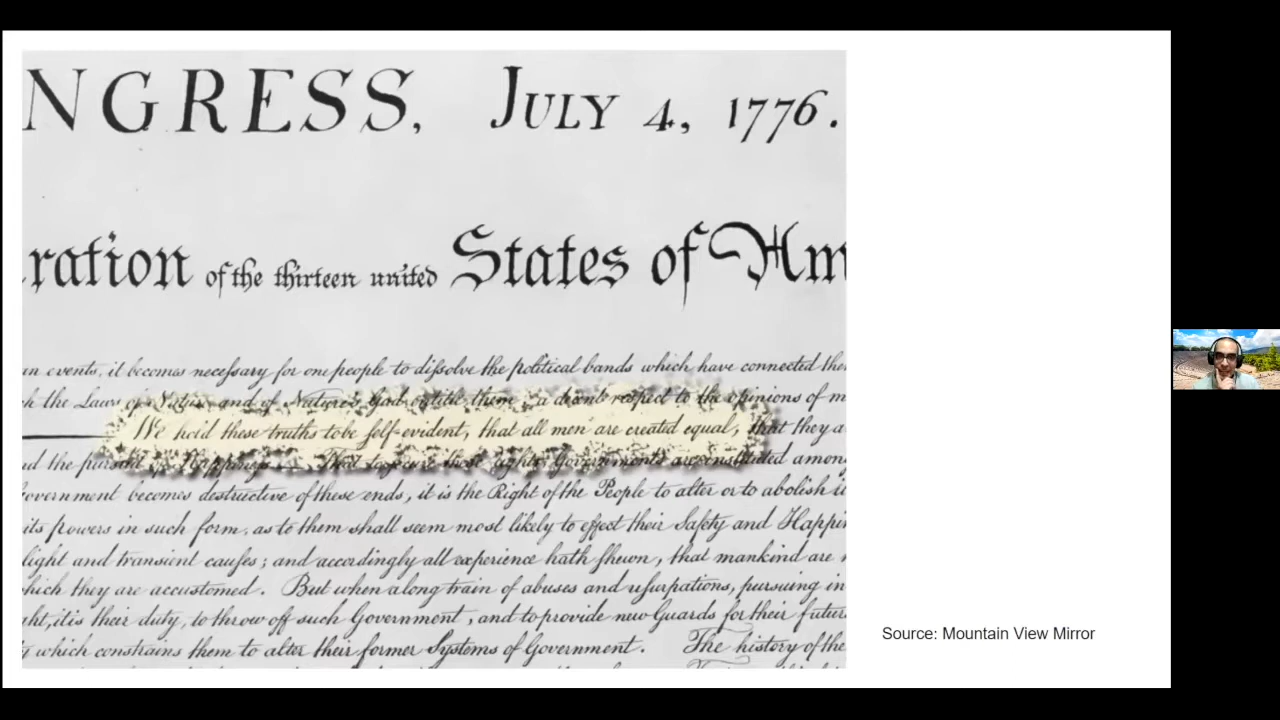 NGRESS, JULY 4, 1776.
ration of the thirteen united States of Am
en events, it becomes neceſsary for one people to diſsolve the political bands which have connected the
h the Laws of Nature and of Nature's God entitle them, a decent respect to the opinions of m
We hold these truths to be ſelf-evident, that all men are created equal, that they a
nd the pursuit of Happiness. That to secure these rights, Governments are instituted among
overnment becomes destructive of these ends, it is the Right of the People to alter or to abolish it
its powers in such form, as to them shall seem most likely to effect their Safety and Happin
light and transient cauſes; and accordingly all experience hath ſhewn, that mankind are
hich they are accustomed. But when a long train of abuses and uſurpations, pursuing in
ht, it is their duty, to throw off such Government, and to provide new Guards for their futur
which constrains them to alter their former Systems of Government. The history of the
Source: Mountain View Mirror